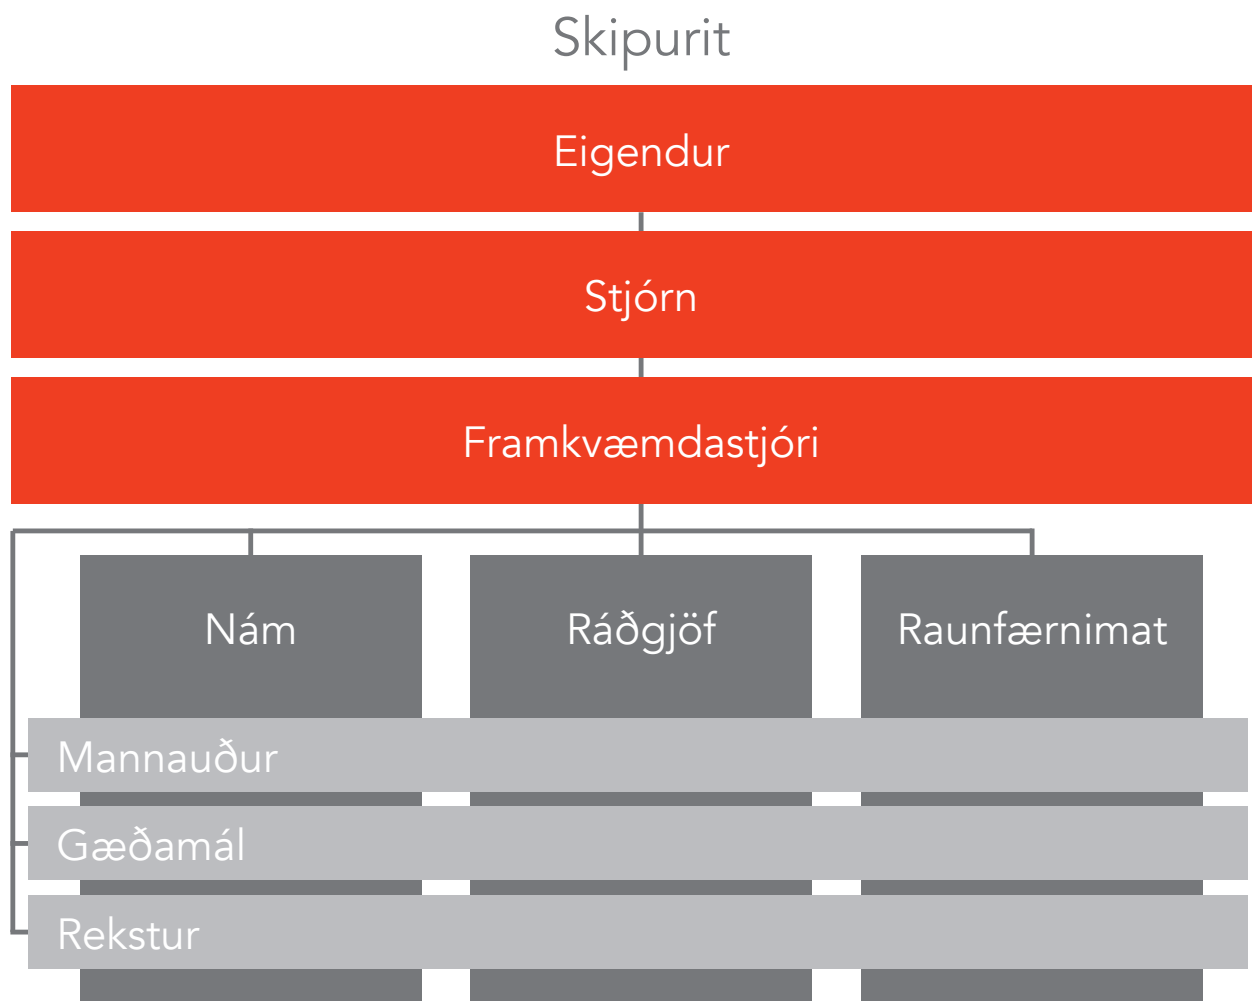 Skipurit
Eigendur
Stjórn
Framkvæmdastjóri
Nám
Ráðgjöf
Raunfærnimat
Mannauður
Gæðamál
Rekstur